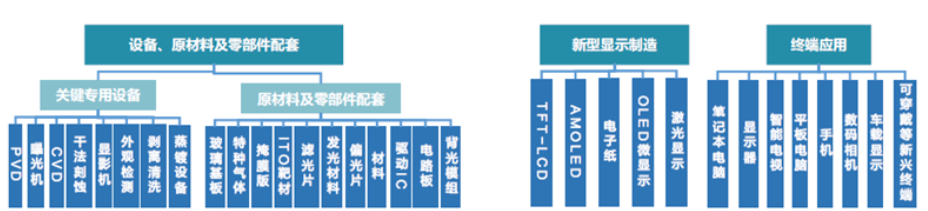 设备、原材料及零部件配套
新型显示制造
终端应用
关键专用设备
原材料及零部件配套
PVD
曝光机
CVD
干法刻蚀
显影机
外观检测
剥离清洗
蒸镀设备
玻璃基板
特种气体
掩膜版
ITO靶材
滤光片
发光材料
偏光片
材料
驱动IC
电路板
背光模组
TFT-LCD
AMOLED
电子纸
OLED微显示
激光显示
笔记本电脑
显示器
智能电视
平板电脑
手机
数码相机
车载显示
可穿戴等新兴终端